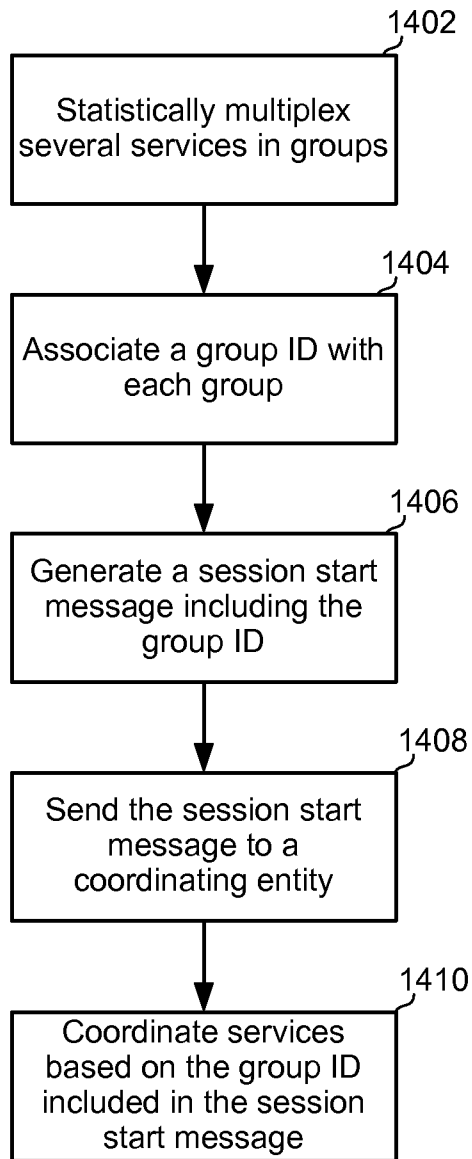 1402
Statistically multiplex
several services in groups
1404
Associate a group ID with
each group
1406
Generate a session start
message including the
group ID
1408
Send the session start
message to a
coordinating entity
1410
Coordinate services
based on the group ID
included in the session
start message